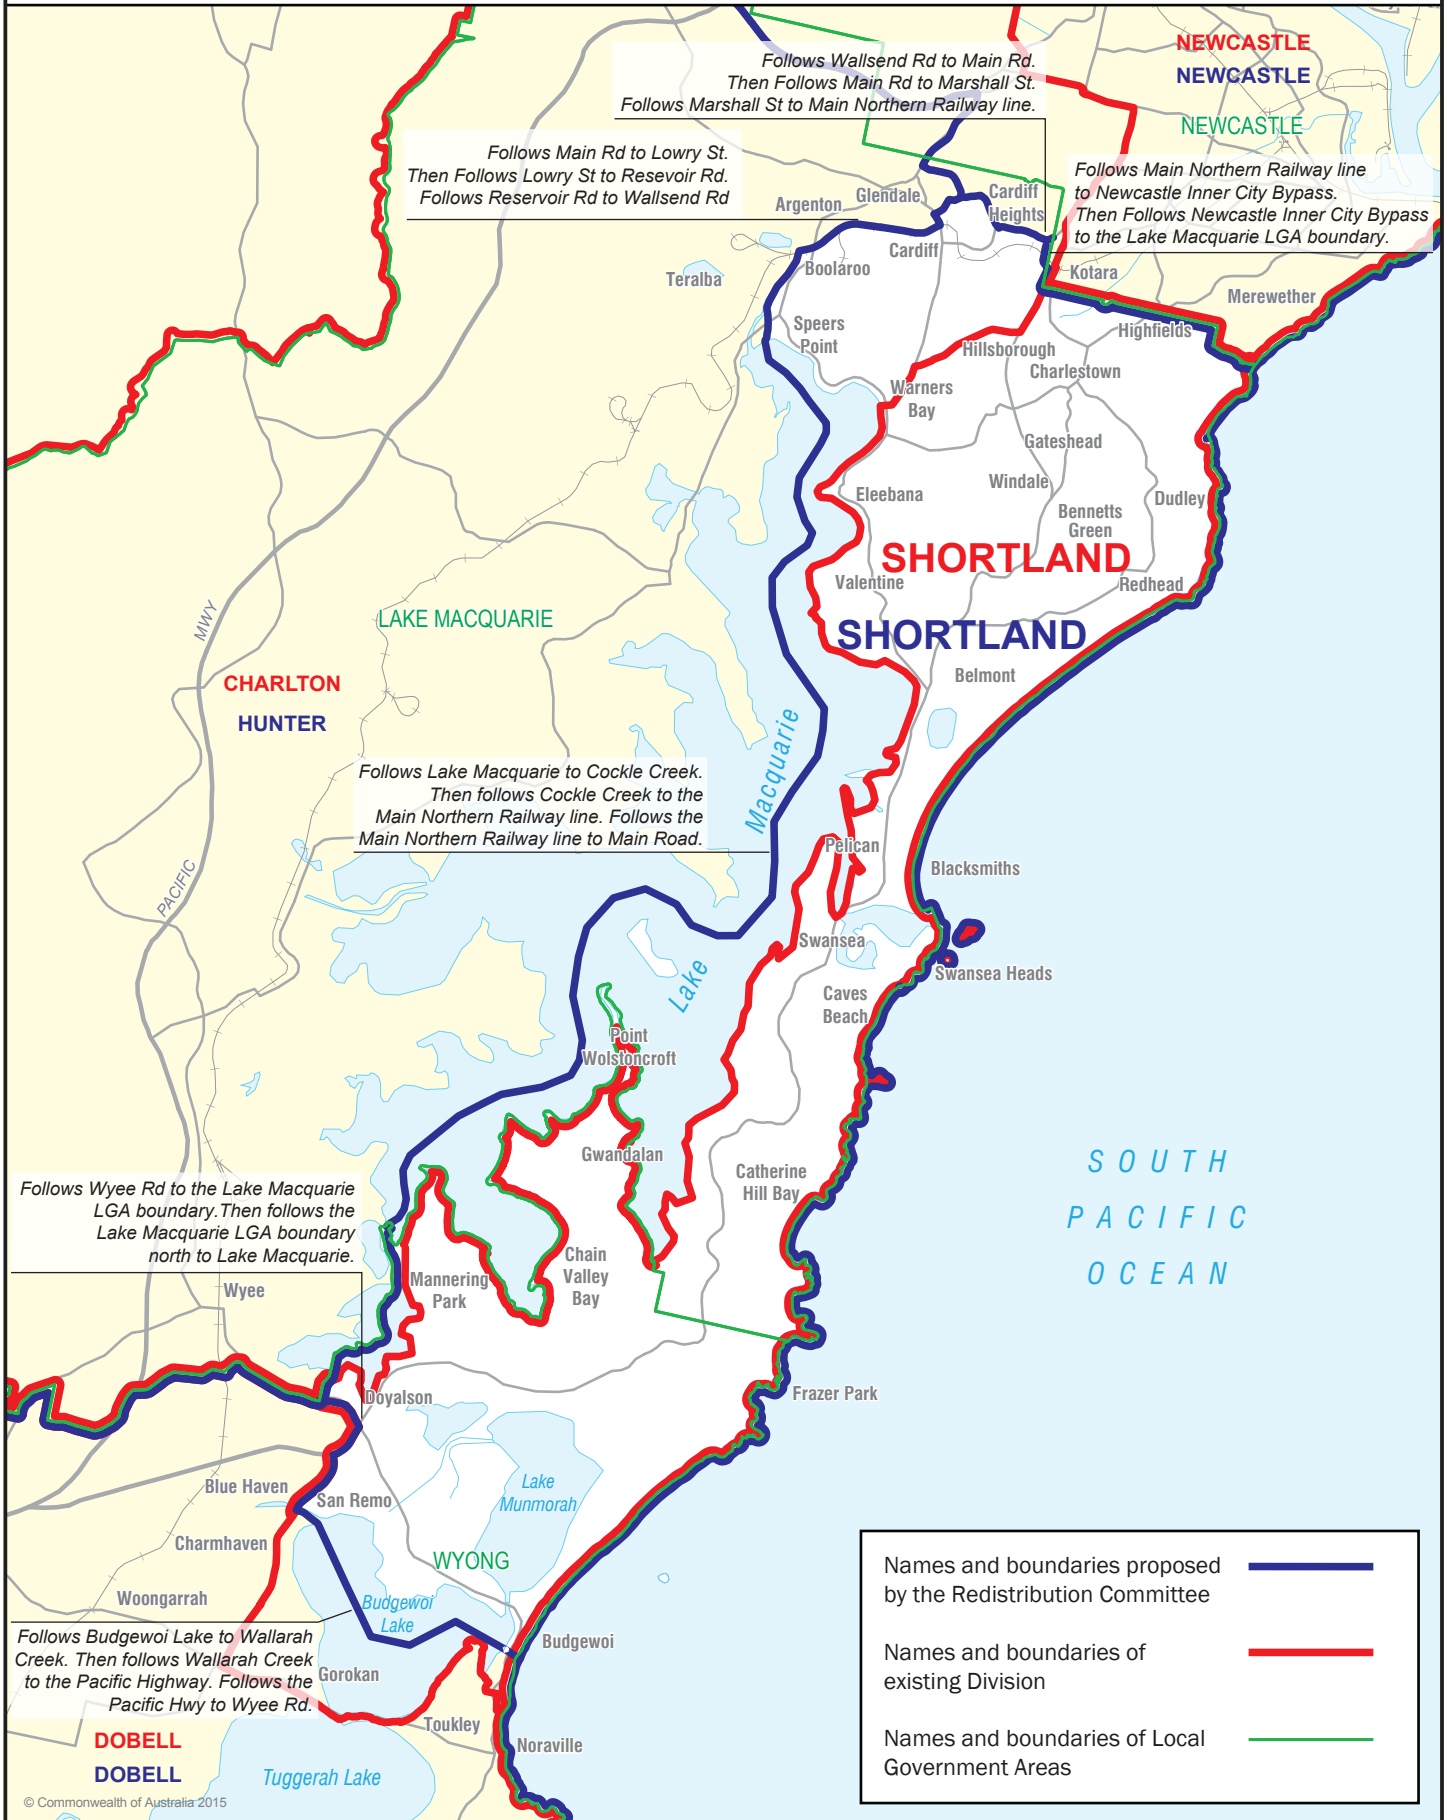 NEWCASTLE
NEWCASTLE
NEWCASTLE
Follows Wallsend Rd to Main Rd.
Then Follows Main Rd to Marshall St.
Follows Marshall St to Main Northern Railway line.
Follows Main Rd to Lowry St.
Then Follows Lowry St to Resevoir Rd.
Follows Reservoir Rd to Wallsend Rd
Follows Main Northern Railway line
to Newcastle Inner City Bypass.
Then Follows Newcastle Inner City Bypass
to the Lake Macquarie LGA boundary.
Argenton
Glendale
Cardiff
Heights
Cardiff
Boolaroo
Teralba
Kotara
Merewether
Highfields
Speers
Point
Hillsborough
Charlestown
Warners
Bay
Gateshead
Windale
Eleebana
Dudley
Bennetts
Green
SHORTLAND
Valentine
Redhead
SHORTLAND
Belmont
LAKE MACQUARIE
MWY
CHARLTON
HUNTER
Macquarie
Follows Lake Macquarie to Cockle Creek.
Then follows Cockle Creek to the
Main Northern Railway line. Follows the
Main Northern Railway line to Main Road.
Pelican
Blacksmiths
PACIFIC
Swansea
Swansea Heads
Lake
Caves
Beach
Point
Wolstoncroft
Gwandalan
Catherine
Hill Bay
SOUTH
PACIFIC
OCEAN
Follows Wyee Rd to the Lake Macquarie
LGA boundary.Then follows the
Lake Macquarie LGA boundary
north to Lake Macquarie.
Wyee
Mannering
Park
Chain
Valley
Bay
Doyalson
Frazer Park
Blue Haven
San Remo
Lake
Munmorah
Charmhaven
WYONG
Woongarrah
Budgewoi
Lake
Follows Budgewoi Lake to Wallarah
Creek. Then follows Wallarah Creek
to the Pacific Highway. Follows the
Pacific Hwy to Wyee Rd.
Gorokan
Budgewoi
Toukley
Noraville
DOBELL
DOBELL
Tuggerah Lake
© Commonwealth of Australia 2015
Names and boundaries proposed
by the Redistribution Committee
Names and boundaries of
existing Division
Names and boundaries of Local
Government Areas